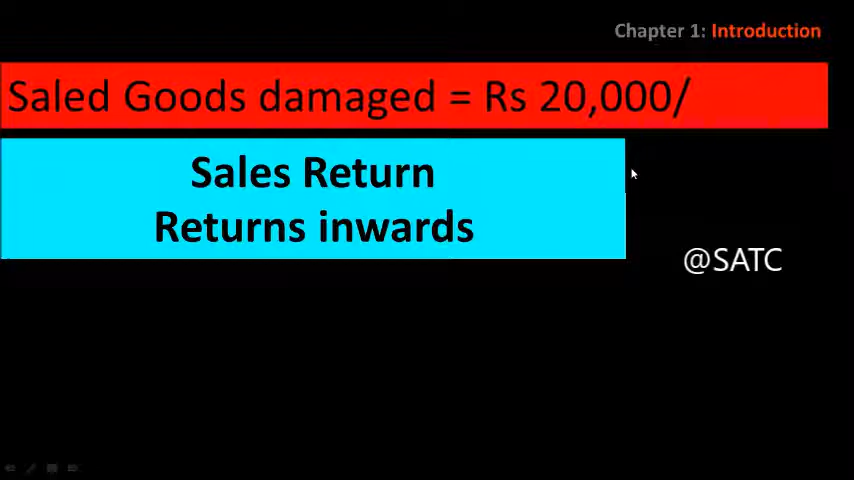 Chapter 1: Introduction
Saled Goods damaged = Rs 20,000/
Sales Return
Returns inwards
@SATC